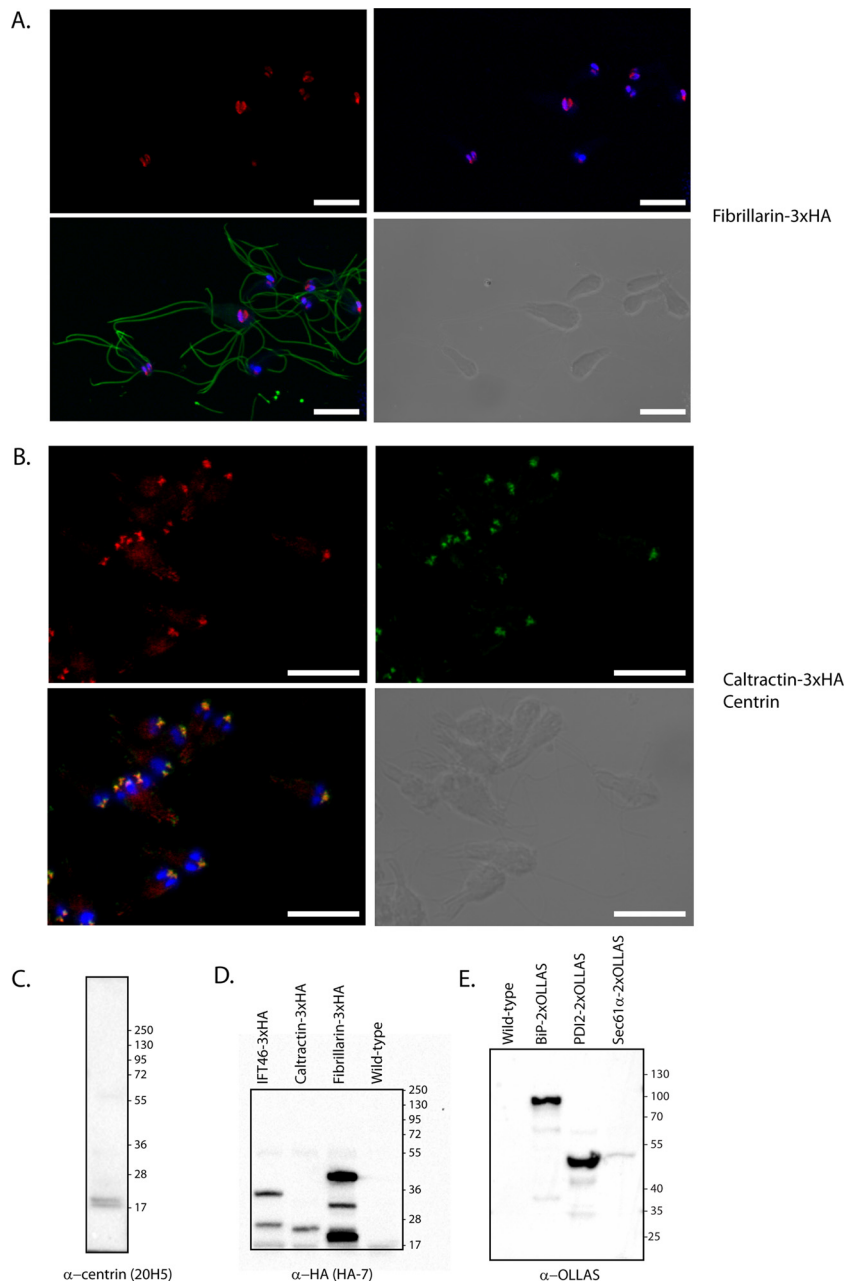 A.
Fibrillarin-3xHA
B.
Caltractin-3xHA
Centrin
C.
250
130
95
72
55
36
28
17
α−centrin (20H5)
D.
IFT46-3xHA
Caltractin-3xHA
Fibrillarin-3xHA
Wild-type
250
130
95
72
55
36
28
17
α−HA (HA-7)
E.
Wild-type
BiP-2xOLLAS
PDI2-2xOLLAS
Sec61α-2xOLLAS
130
100
70
55
40
35
25
α−OLLAS